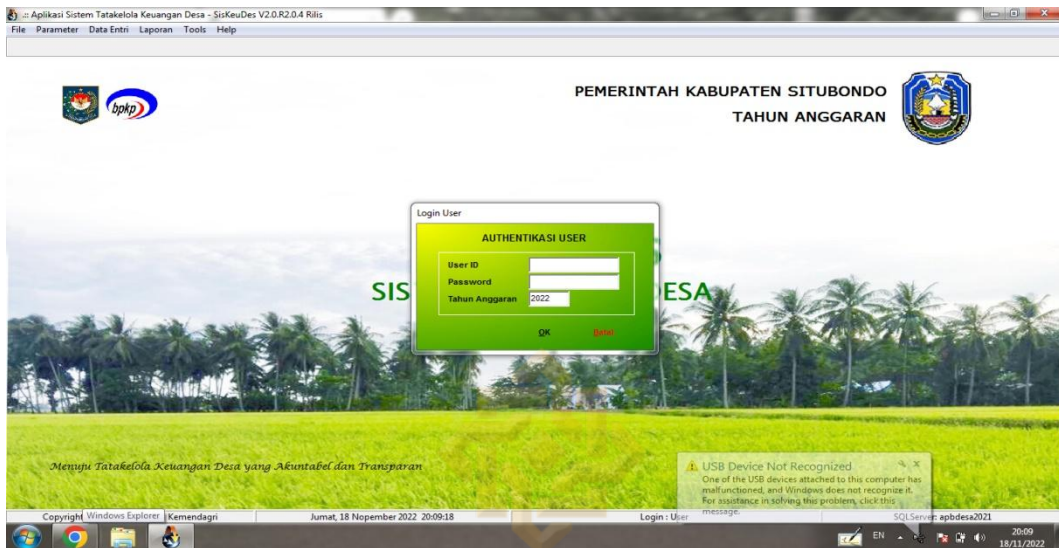 .:: Aplikasi Sistem Tatakelola Keuangan Desa - SisKeuDes V2.0.R2.0.4 Rilis
File Parameter Data Entri Laporan Tools Help
bpkp
PEMERINTAH KABUPATEN SITUBONDO
TAHUN ANGGARAN
Login User
AUTHENTIKASI USER
User ID
Password
Tahun Anggaran 2022
OK Batal
SIS ESA
Menuju Tatakelola Keuangan Desa yang Akuntabel dan Transparan
USB Device Not Recognized
One of the USB devices attached to this computer has
malfunctioned, and Windows does not recognize it.
For assistance in solving this problem, click this
message.
Copyright Windows Explorer Kemendagri Jumat, 18 Nopember 2022 20:09:18 Login : User SQLServer: apbdesa2021
EN 20:09
18/11/2022